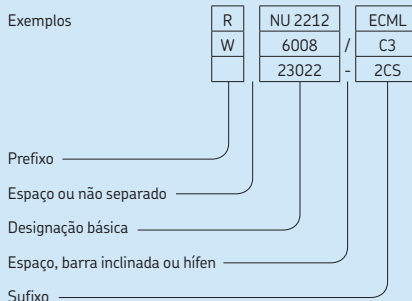 Exemplos R NU 2212 ECML
W 6008 / C3
23022 - 2CS
Prefixo
Espaço ou não separado
Designação básica
Espaço, barra inclinada ou hífen
Sufixo